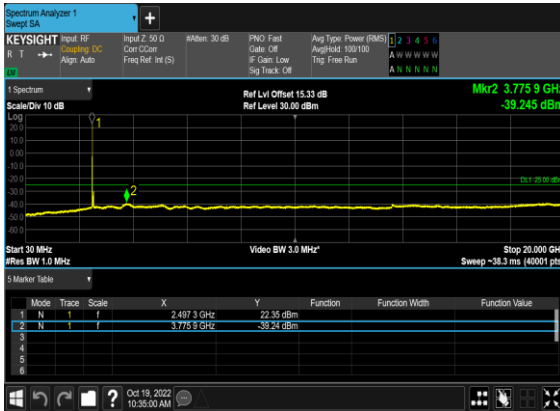 Spectrum Analyzer 1
Swept SA
+
KEYSIGHT Input: RF Input Z: 50 Ω #Atten: 30 dB PNO: Fast Avg Type: Power (RMS) 1 2 3 4 5 6
R T Coupling: DC Corr CCorr Gate: Off Avg|Hold: 100/100 A W W W W W
Align: Auto Freq Ref: Int (S) IF Gain: Low Trig: Free Run
Sig Track: Off A N N N N N
1 Spectrum Ref Lvl Offset 15.33 dB Mkr2 3.775 9 GHz
Scale/Div 10 dB Ref Level 30.00 dBm -39.245 dBm
Log
1
20.0
10.0
0.00
-10.0
-20.0
DL1 -25.00 dBm
-30.0
2
-40.0
-50.0
-60.0
Start 30 MHz Video BW 3.0 MHz* Stop 20.000 GHz
#Res BW 1.0 MHz Sweep ~38.3 ms (40001 pts)
5 Marker Table
Mode Trace Scale X Y Function Function Width Function Value
1 N 1 f 2.497 3 GHz 22.35 dBm
2 N 1 f 3.775 9 GHz -39.24 dBm
3
4
5
6
? Oct 19, 2022
10:35:00 AM